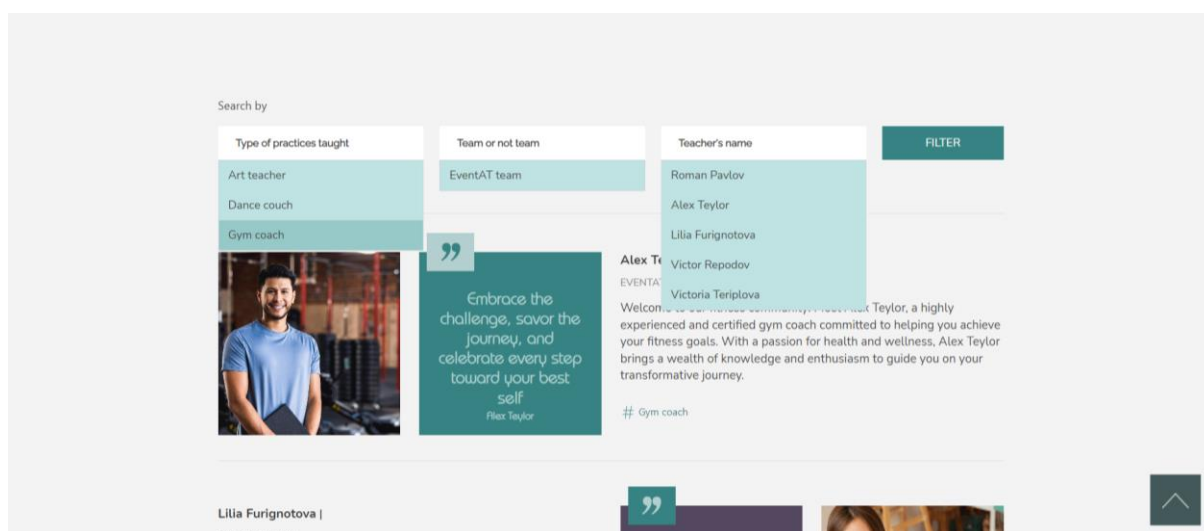 Search by
Type of practices taught
Art teacher
Dance couch
Gym coach
Team or not team
EventAT team
Teacher's name
Roman Pavlov
Alex Teylor
Lilia Furignotova
Victor Repodov
Victoria Teriplova
FILTER
Embrace the
challenge, savor the
journey, and
celebrate every step
toward your best
self
Alex Teylor
Alex
EVENTA
Teylor, a highly
experienced and certified gym coach committed to helping you achieve
your fitness goals. With a passion for health and wellness, Alex Teylor
brings a wealth of knowledge and enthusiasm to guide you on your
transformative journey.
# Gym coach
Lilia Furignotova |